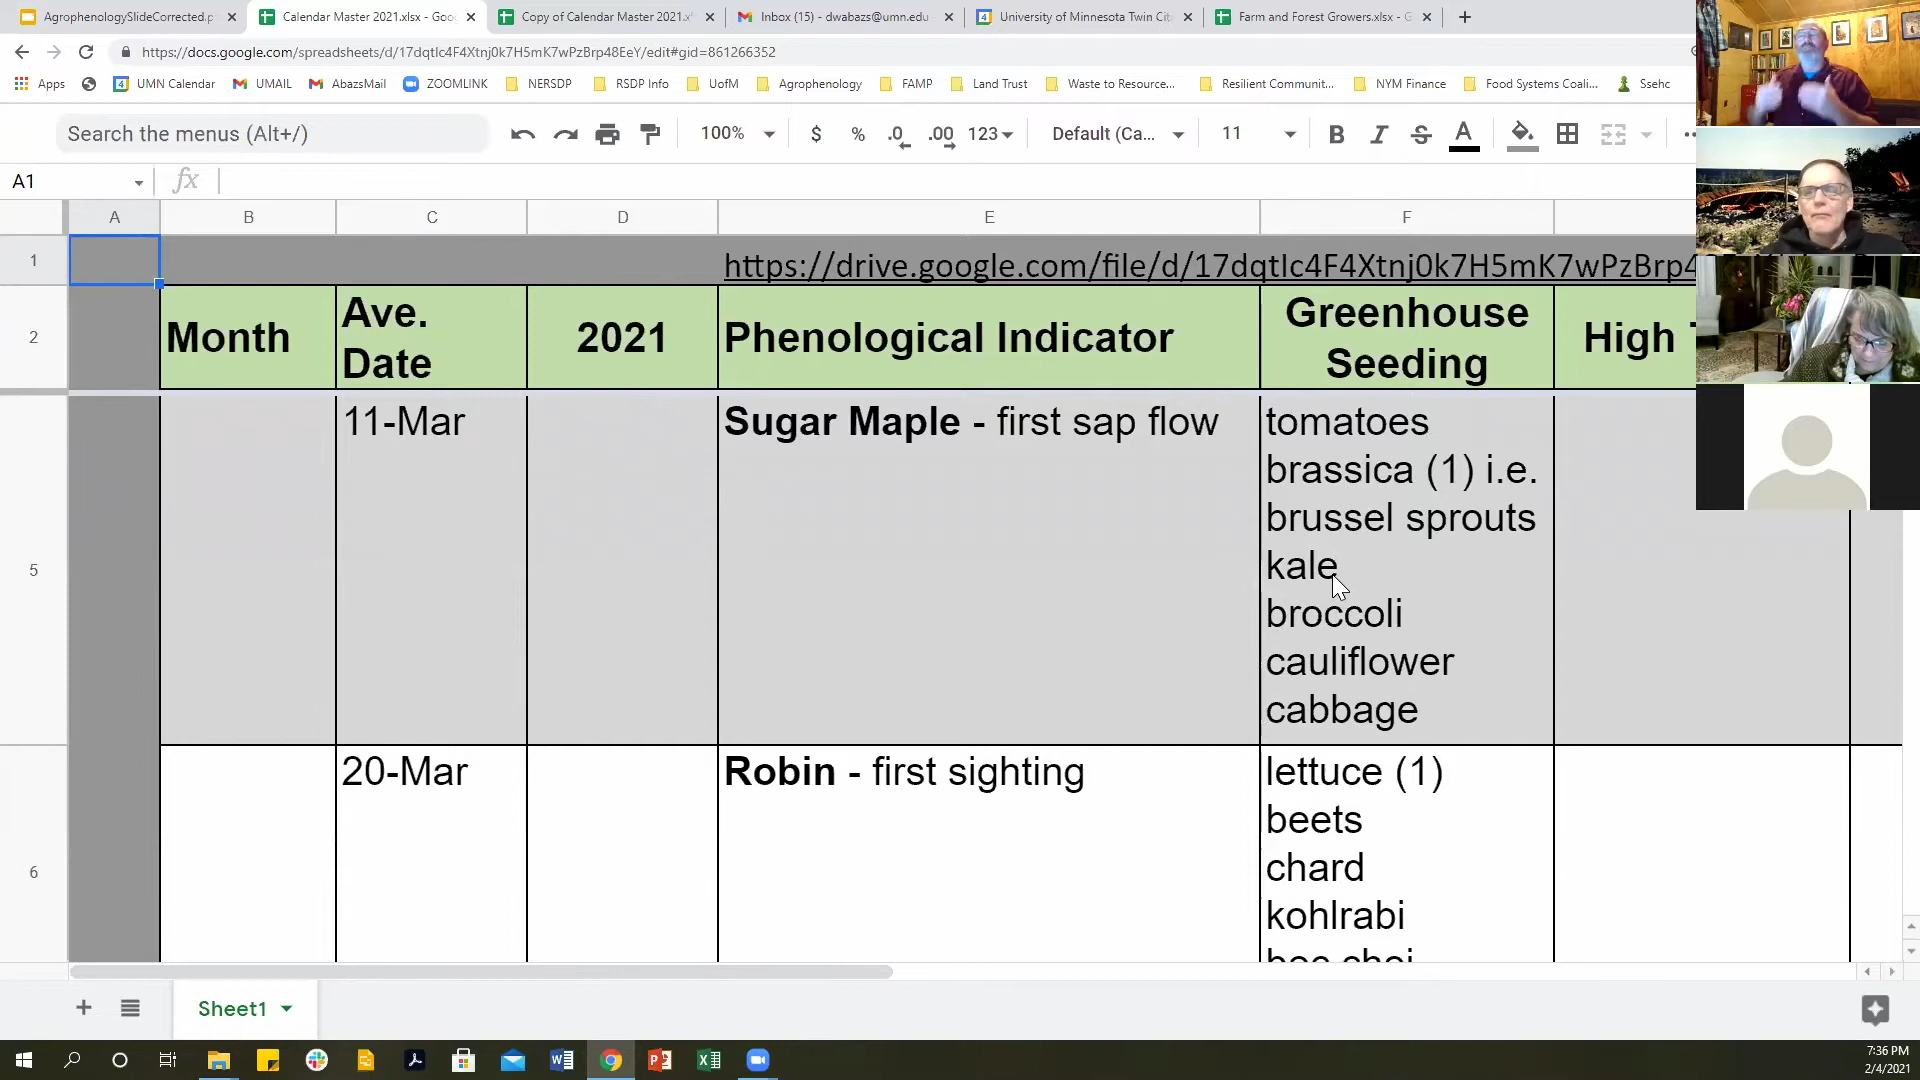 AgrophenologySlideCorrected.p
Calendar Master 2021.xlsx - Goo
Copy of Calendar Master 2021.x
Inbox (15) - dwabazs@umn.edu -
University of Minnesota Twin Cit
Farm and Forest Growers.xlsx - G
https://docs.google.com/spreadsheets/d/17dqtIc4F4Xtnj0k7H5mK7wPzBrp48EeY/edit#gid=861266352
Apps
UMN Calendar
UMAIL
AbazsMail
ZOOMLINK
NERSDP
RSDP Info
UofM
Agrophenology
FAMP
Land Trust
Waste to Resource...
Resilient Communit...
NYM Finance
Food Systems Coali...
Ssehc
Search the menus (Alt+/)
100%
$
%
.0
.00
123
Default (Ca...
11
B
I
S
A
A1
fx
A B C D E F
1
https://drive.google.com/file/d/17dqtIc4F4Xtnj0k7H5mK7wPzBrp4
2
Month
Ave.
Date
2021
Phenological Indicator
Greenhouse
Seeding
High
5
11-Mar
Sugar Maple - first sap flow
tomatoes
brassica (1) i.e.
brussel sprouts
kale
broccoli
cauliflower
cabbage
6
20-Mar
Robin - first sighting
lettuce (1)
beets
chard
kohlrabi
Sheet1
7:36 PM
2/4/2021